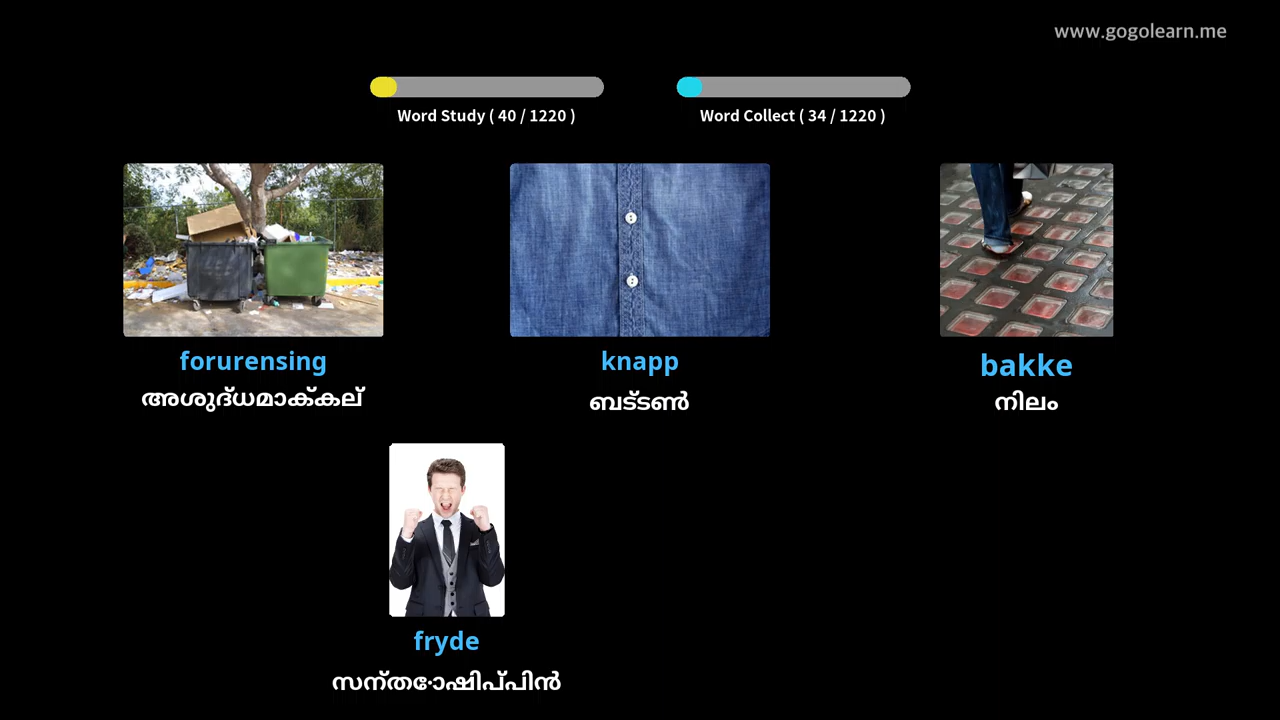 www.gogolearn.me
Word Study ( 40 / 1220 )
Word Collect ( 34 / 1220 )
forurensing
knapp
bakke
അശുദ്ധമാക്കല്
ബട്ടൺ
നിലം
fryde
സന്തോഷിപ്പിൻ